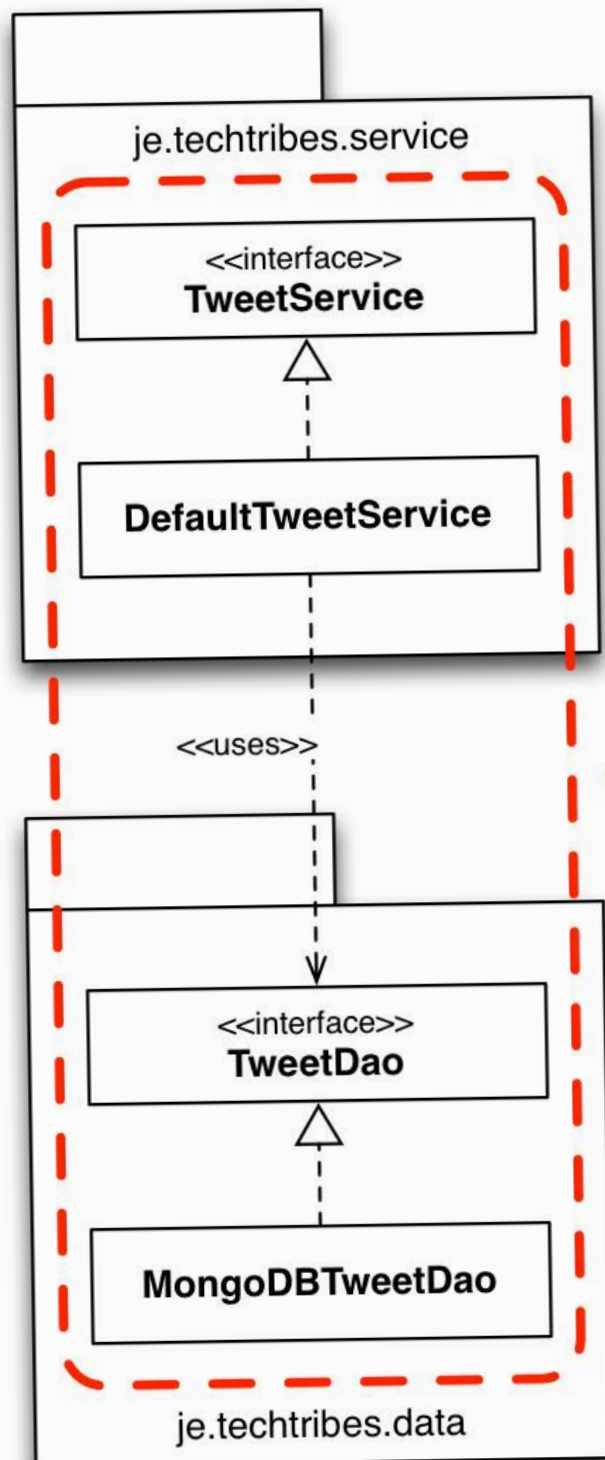 je.techtribes.service
<<interface>>
TweetService
DefaultTweetService
<<uses>>
<<interface>>
TweetDao
MongoDBTweetDao
je.techtribes.data